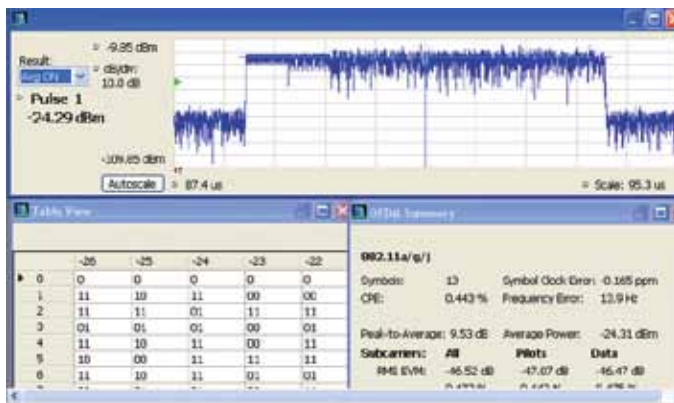 -9.85 dBm
Result:
Avg ON
dB/div:
10.0 dB
Pulse 1
-24.29 dBm
-109.85 dBm
Autoscale
87.4 us
Scale: 95.3 us
Table View
OFDM Summary
-26 -25 -24 -23 -22
0 0 0 0 0 0
1 11 10 11 00 00
2 11 11 01 11 11
3 01 01 01 00 01
4 11 10 11 00 11
5 10 00 11 11 11
6 11 10 11 01 01
802.11a/g/j
Symbols: 13 Symbol Clock Error: -0.165 ppm
CPE: 0.443 % Frequency Error: 13.9 Hz
Peak-to-Average: 9.53 dB Average Power: -24.31 dBm
Subcarriers: All Pilots Data
RMS EVM: -46.52 dB -47.07 dB -46.47 dB